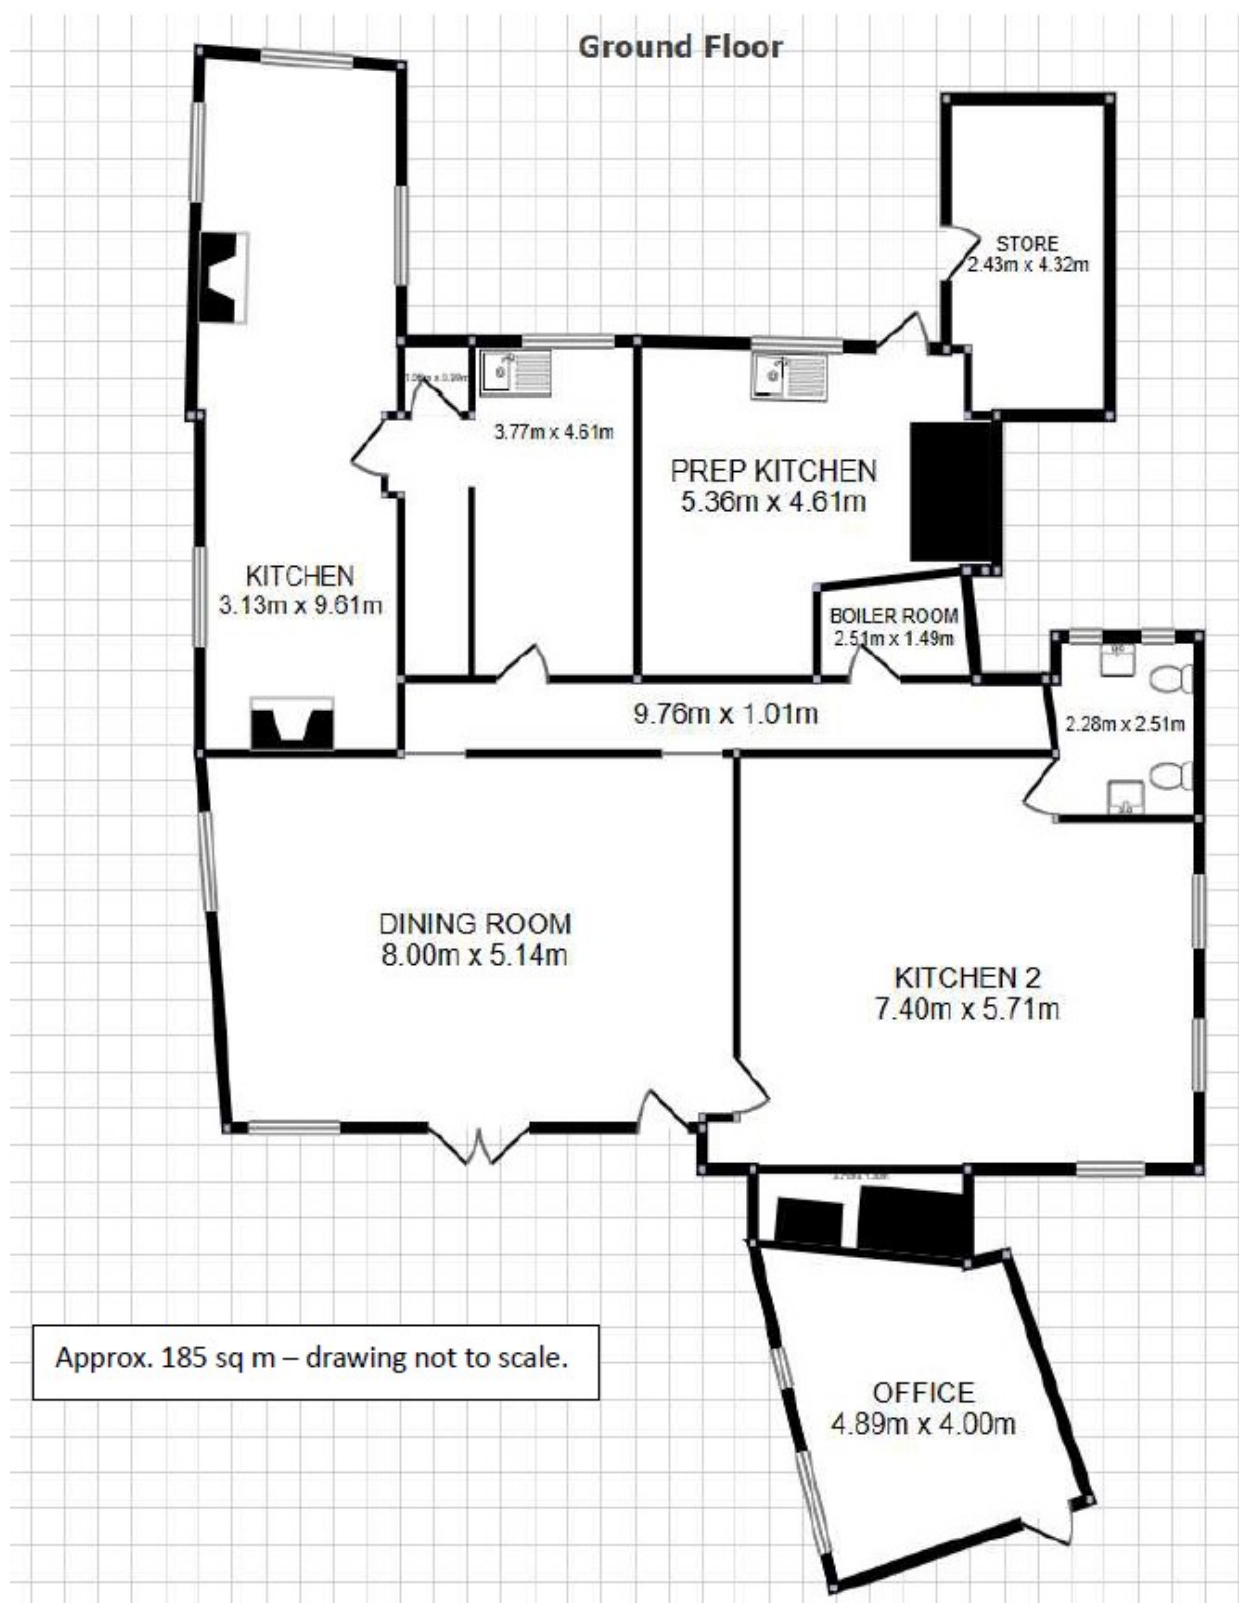 Ground Floor
STORE
2.43m x 4.32m
3.77m x 4.61m
PREP KITCHEN
5.36m x 4.61m
KITCHEN
3.13m x 9.61m
BOILER ROOM
2.51m x 1.49m
9.76m x 1.01m
2.28m x 2.51m
DINING ROOM
8.00m x 5.14m
KITCHEN 2
7.40m x 5.71m
Approx. 185 sq m – drawing not to scale.
OFFICE
4.89m x 4.00m